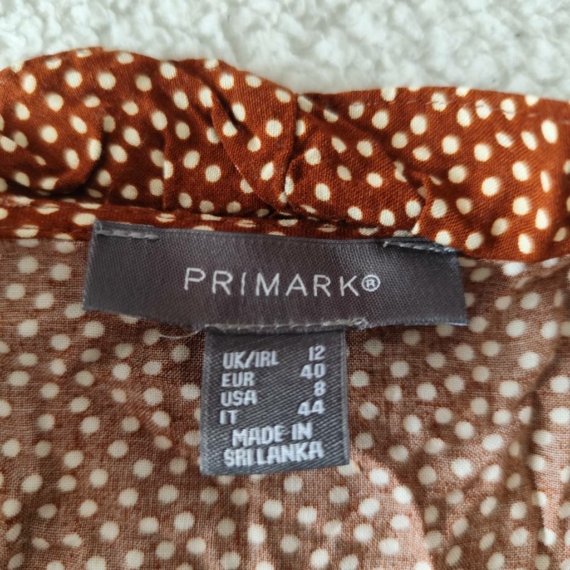 PRIMARK®
UK/IRL 12
EUR 40
USA 8
IT 44
MADE IN
SRI LANKA